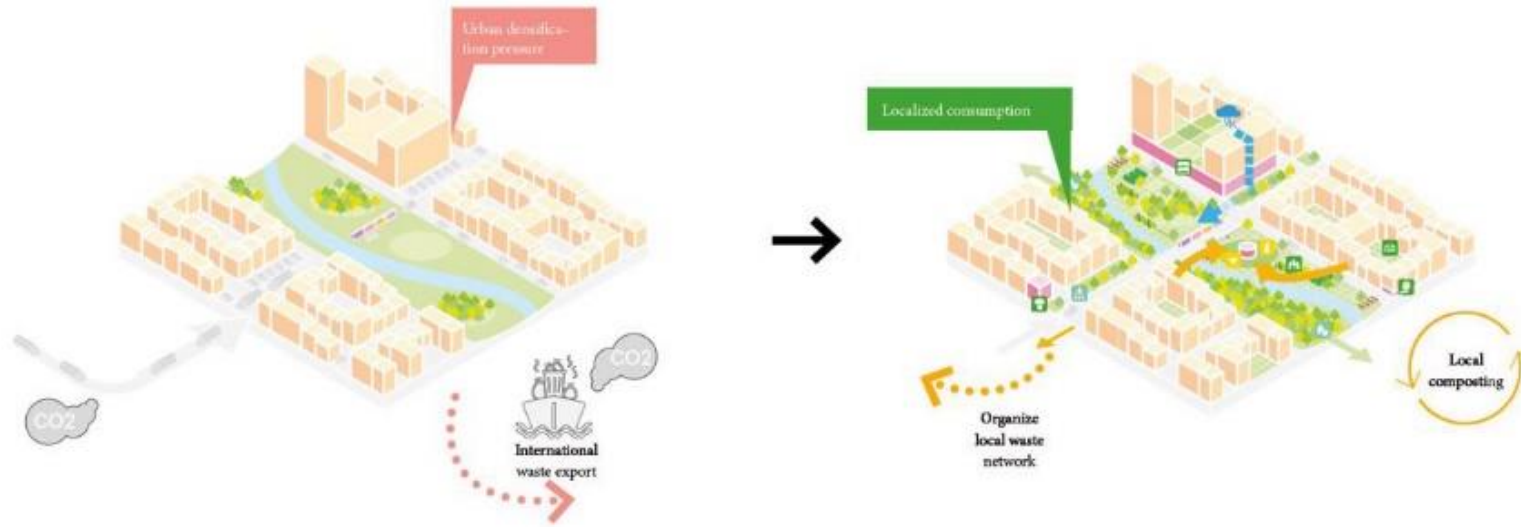 Urban densifica-
tion pressure
CO2
CO2
International
waste export
Localized consumption
Organize
local waste
network
Local
composting